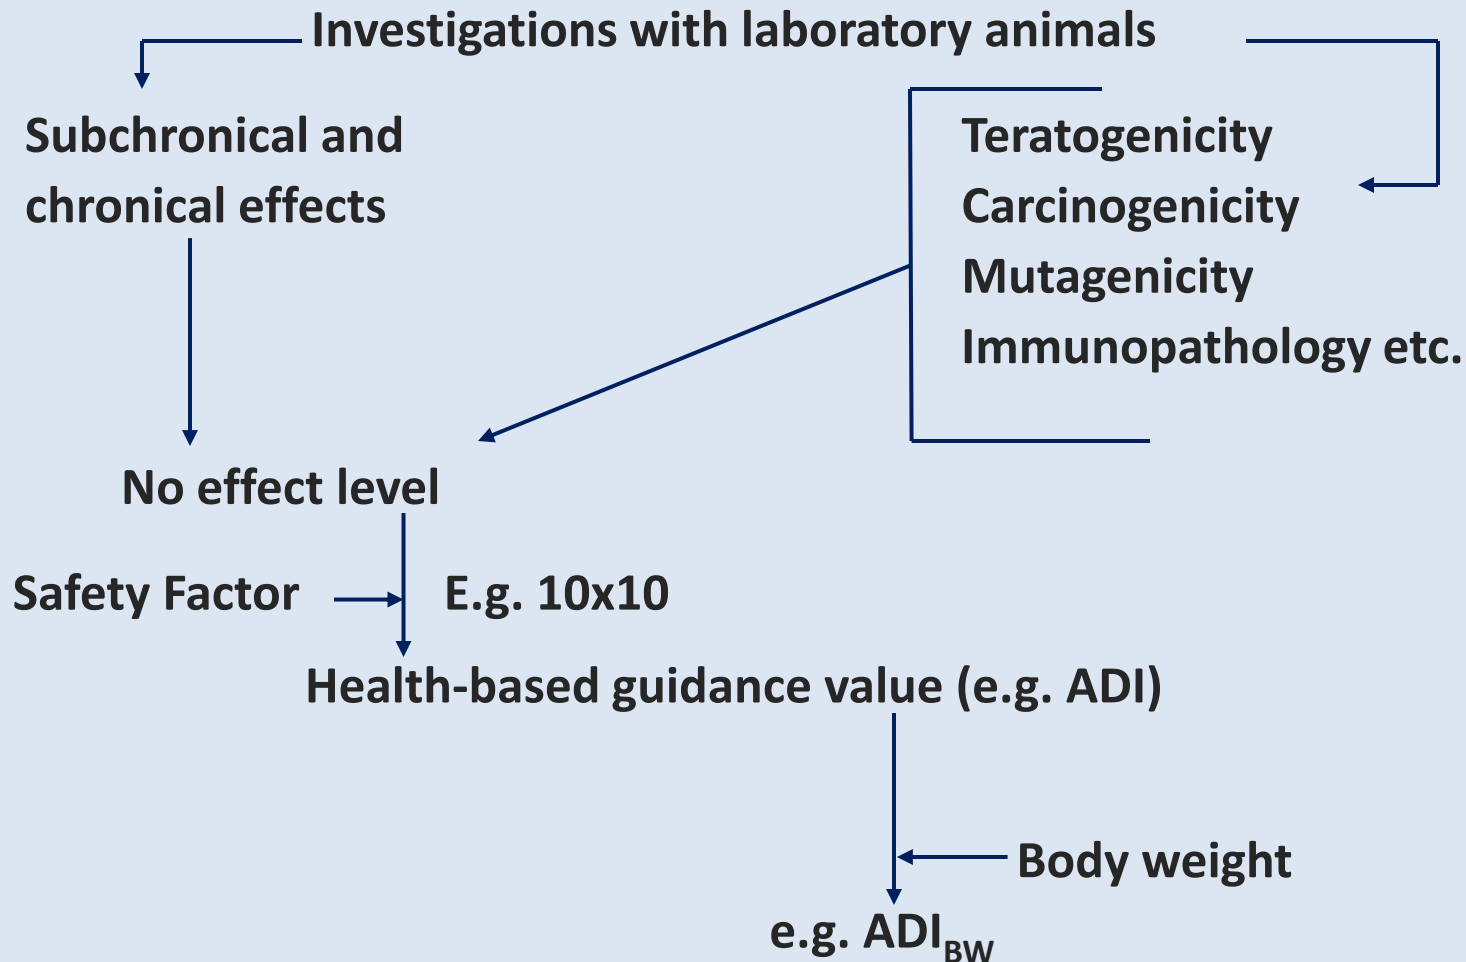 Investigations with laboratory animals
Subchronical and
chronical effects
Teratogenicity
Carcinogenicity
Mutagenicity
Immunopathology etc.
No effect level
Safety Factor
E.g. 10x10
Health-based guidance value (e.g. ADI)
Body weight
e.g. ADI_BW